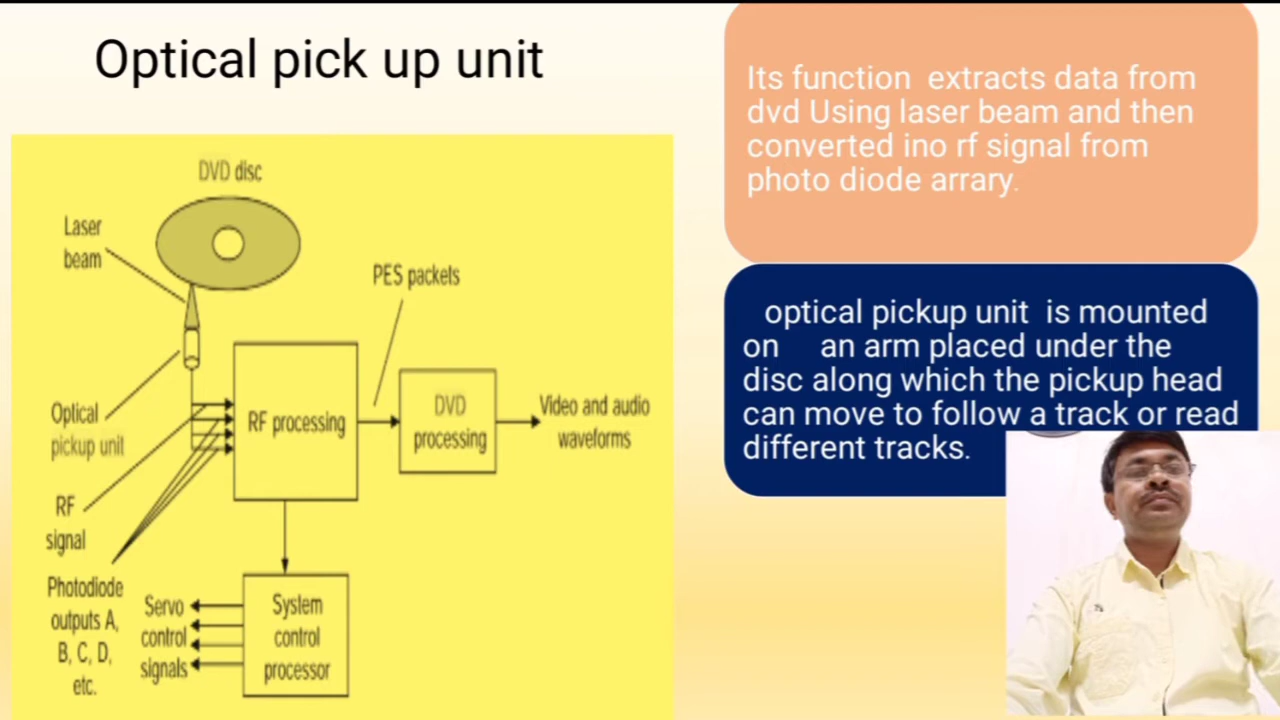 Optical pick up unit
Its function extracts data from
dvd Using laser beam and then
converted ino rf signal from
photo diode arrary.
optical pickup unit is mounted
on an arm placed under the
disc along which the pickup head
can move to follow a track or read
different tracks.
DVD disc
Laser
beam
PES packets
Optical
pickup unit
RF processing
DVD
processing
Video and audio
waveforms
RF
signal
Photodiode
outputs A,
B, C, D,
etc.
Servo
control
signals
System
control
processor